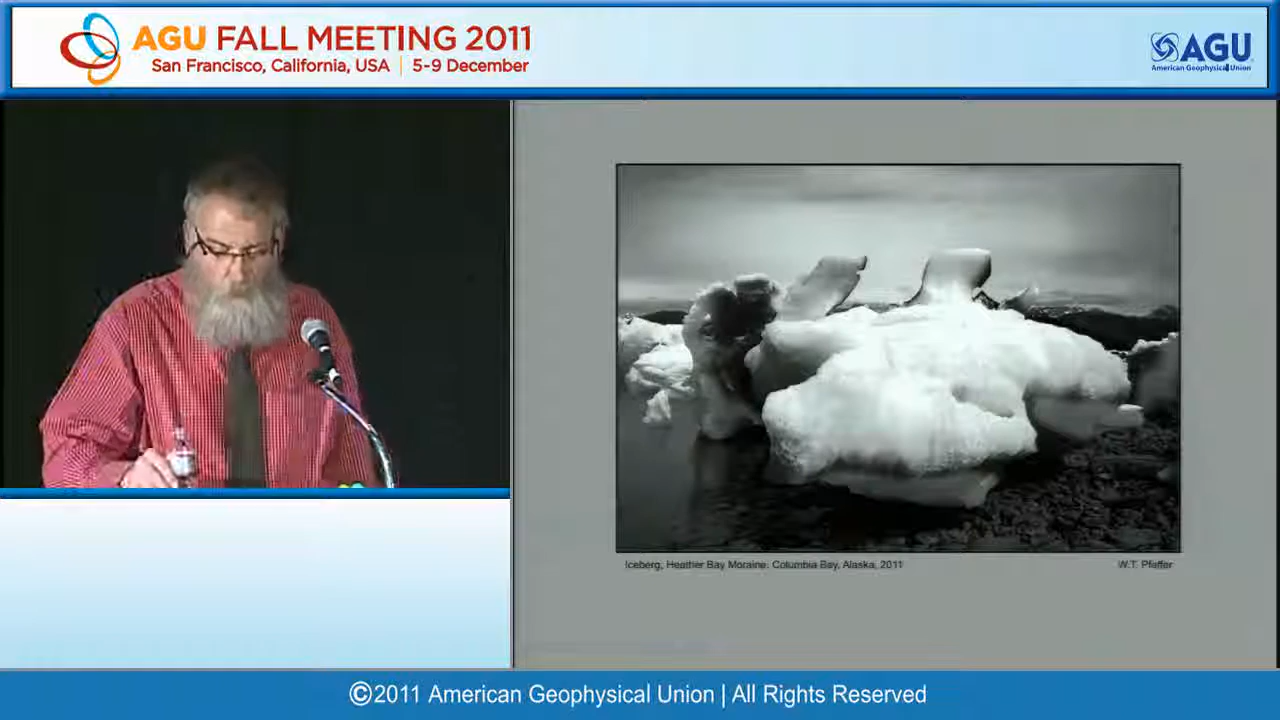 AGU FALL MEETING 2011
San Francisco, California, USA | 5-9 December
AGU
American Geophysical Union
Iceberg, Heather Bay Moraine. Columbia Bay, Alaska, 2011
W.T. Pfeffer
©2011 American Geophysical Union | All Rights Reserved